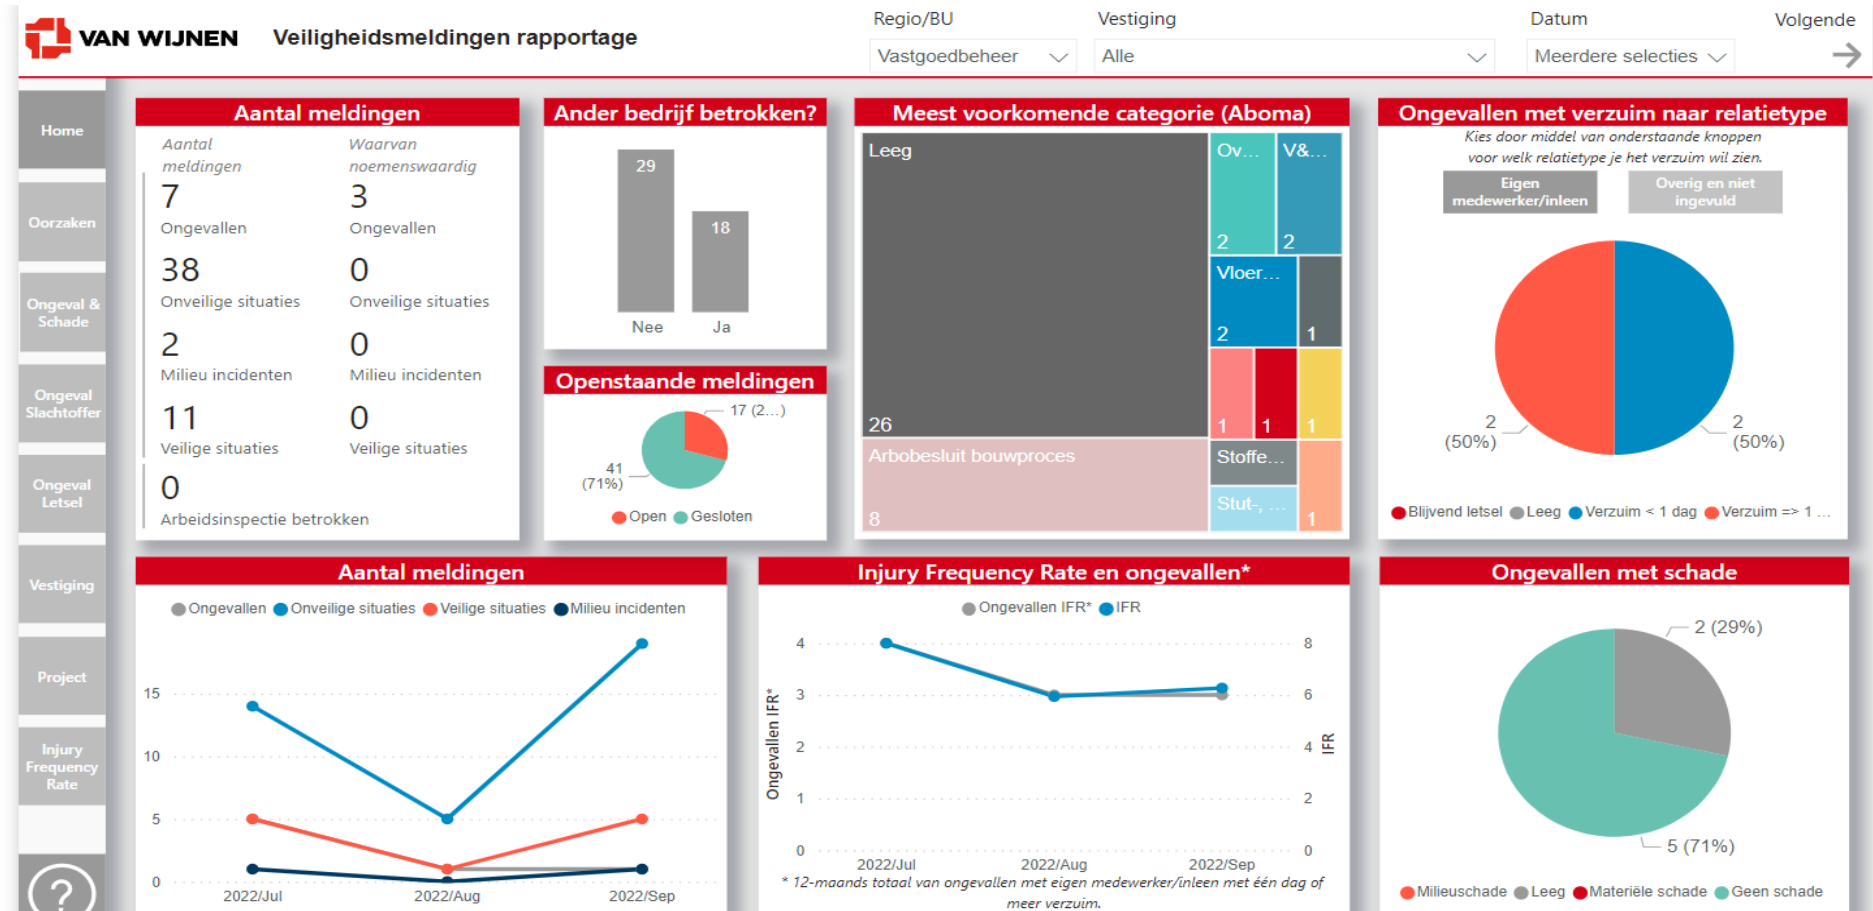 VAN WIJNEN
Veiligheidsmeldingen rapportage
Regio/BU
Vastgoedbeheer
Vestiging
Alle
Datum
Meerdere selecties
Volgende
Home
Oorzaken
Ongeval &
Schade
Ongeval
Slachtoffer
Ongeval
Letsel
Vestiging
Project
Injury
Frequency
Rate
?
Aantal meldingen
Aantal
meldingen
Waarvan
noemenswaardig
7
Ongevallen
3
Ongevallen
38
Onveilige situaties
0
Onveilige situaties
2
Milieu incidenten
0
Milieu incidenten
11
Veilige situaties
0
Veilige situaties
0
Arbeidsinspectie betrokken
Ander bedrijf betrokken?
29
18
Nee
Ja
Openstaande meldingen
17 (2...)
41
(71%)
Open
Gesloten
Meest voorkomende categorie (Aboma)
Leeg
26
Arbobesluit bouwproces
8
Ov...
2
V&...
2
Vloer...
2
1
1
1
1
Stoffe...
Stut-, ...
1
Ongevallen met verzuim naar relatietype
Kies door middel van onderstaande knoppen
voor welk relatietype je het verzuim wil zien.
Eigen
medewerker/inleen
Overig en niet
ingevuld
2
(50%)
2
(50%)
Blijvend letsel
Leeg
Verzuim < 1 dag
Verzuim => 1 ...
Aantal meldingen
Ongevallen
Onveilige situaties
Veilige situaties
Milieu incidenten
15
10
5
0
2022/Jul
2022/Aug
2022/Sep
Injury Frequency Rate en ongevallen*
Ongevallen IFR*
IFR
Ongevallen IFR*
4
3
2
1
0
8
6
4
2
0
IFR
2022/Jul
2022/Aug
2022/Sep
* 12-maands totaal van ongevallen met eigen medewerker/inleen met één dag of
meer verzuim.
Ongevallen met schade
2 (29%)
5 (71%)
Milieuschade
Leeg
Materiële schade
Geen schade